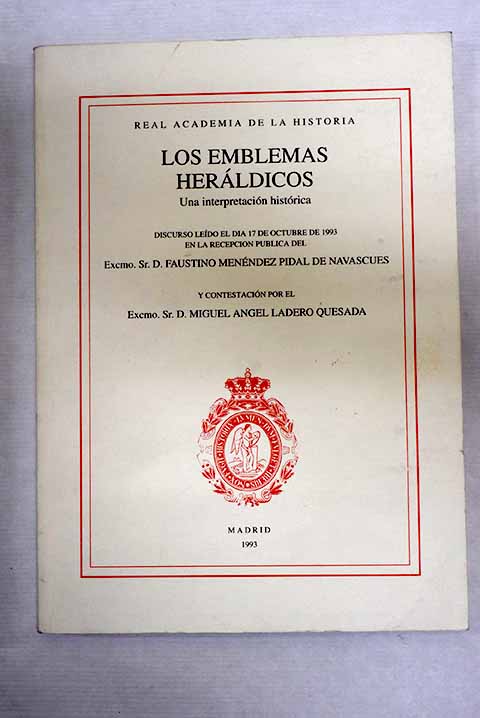 REAL ACADEMIA DE LA HISTORIA
LOS EMBLEMAS
HERÁLDICOS
Una interpretación histórica
DISCURSO LEÍDO EL DIA 17 DE OCTUBRE DE 1993
EN LA RECEPCION PUBLICA DEL
Excmo. Sr. D. FAUSTINO MENÉNDEZ PIDAL DE NAVASCUES
Y CONTESTACIÓN POR EL
Excmo. Sr. D. MIGUEL ANGEL LADERO QUESADA
MADRID
1993